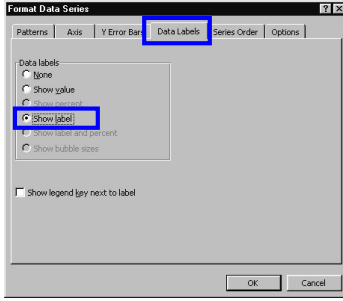 Format Data Series
Patterns Axis Y Error Bars Data Labels Series Order Options
Data labels
None
Show value
Show percent
Show label
Show label and percent
Show bubble sizes
Show legend key next to label
OK Cancel